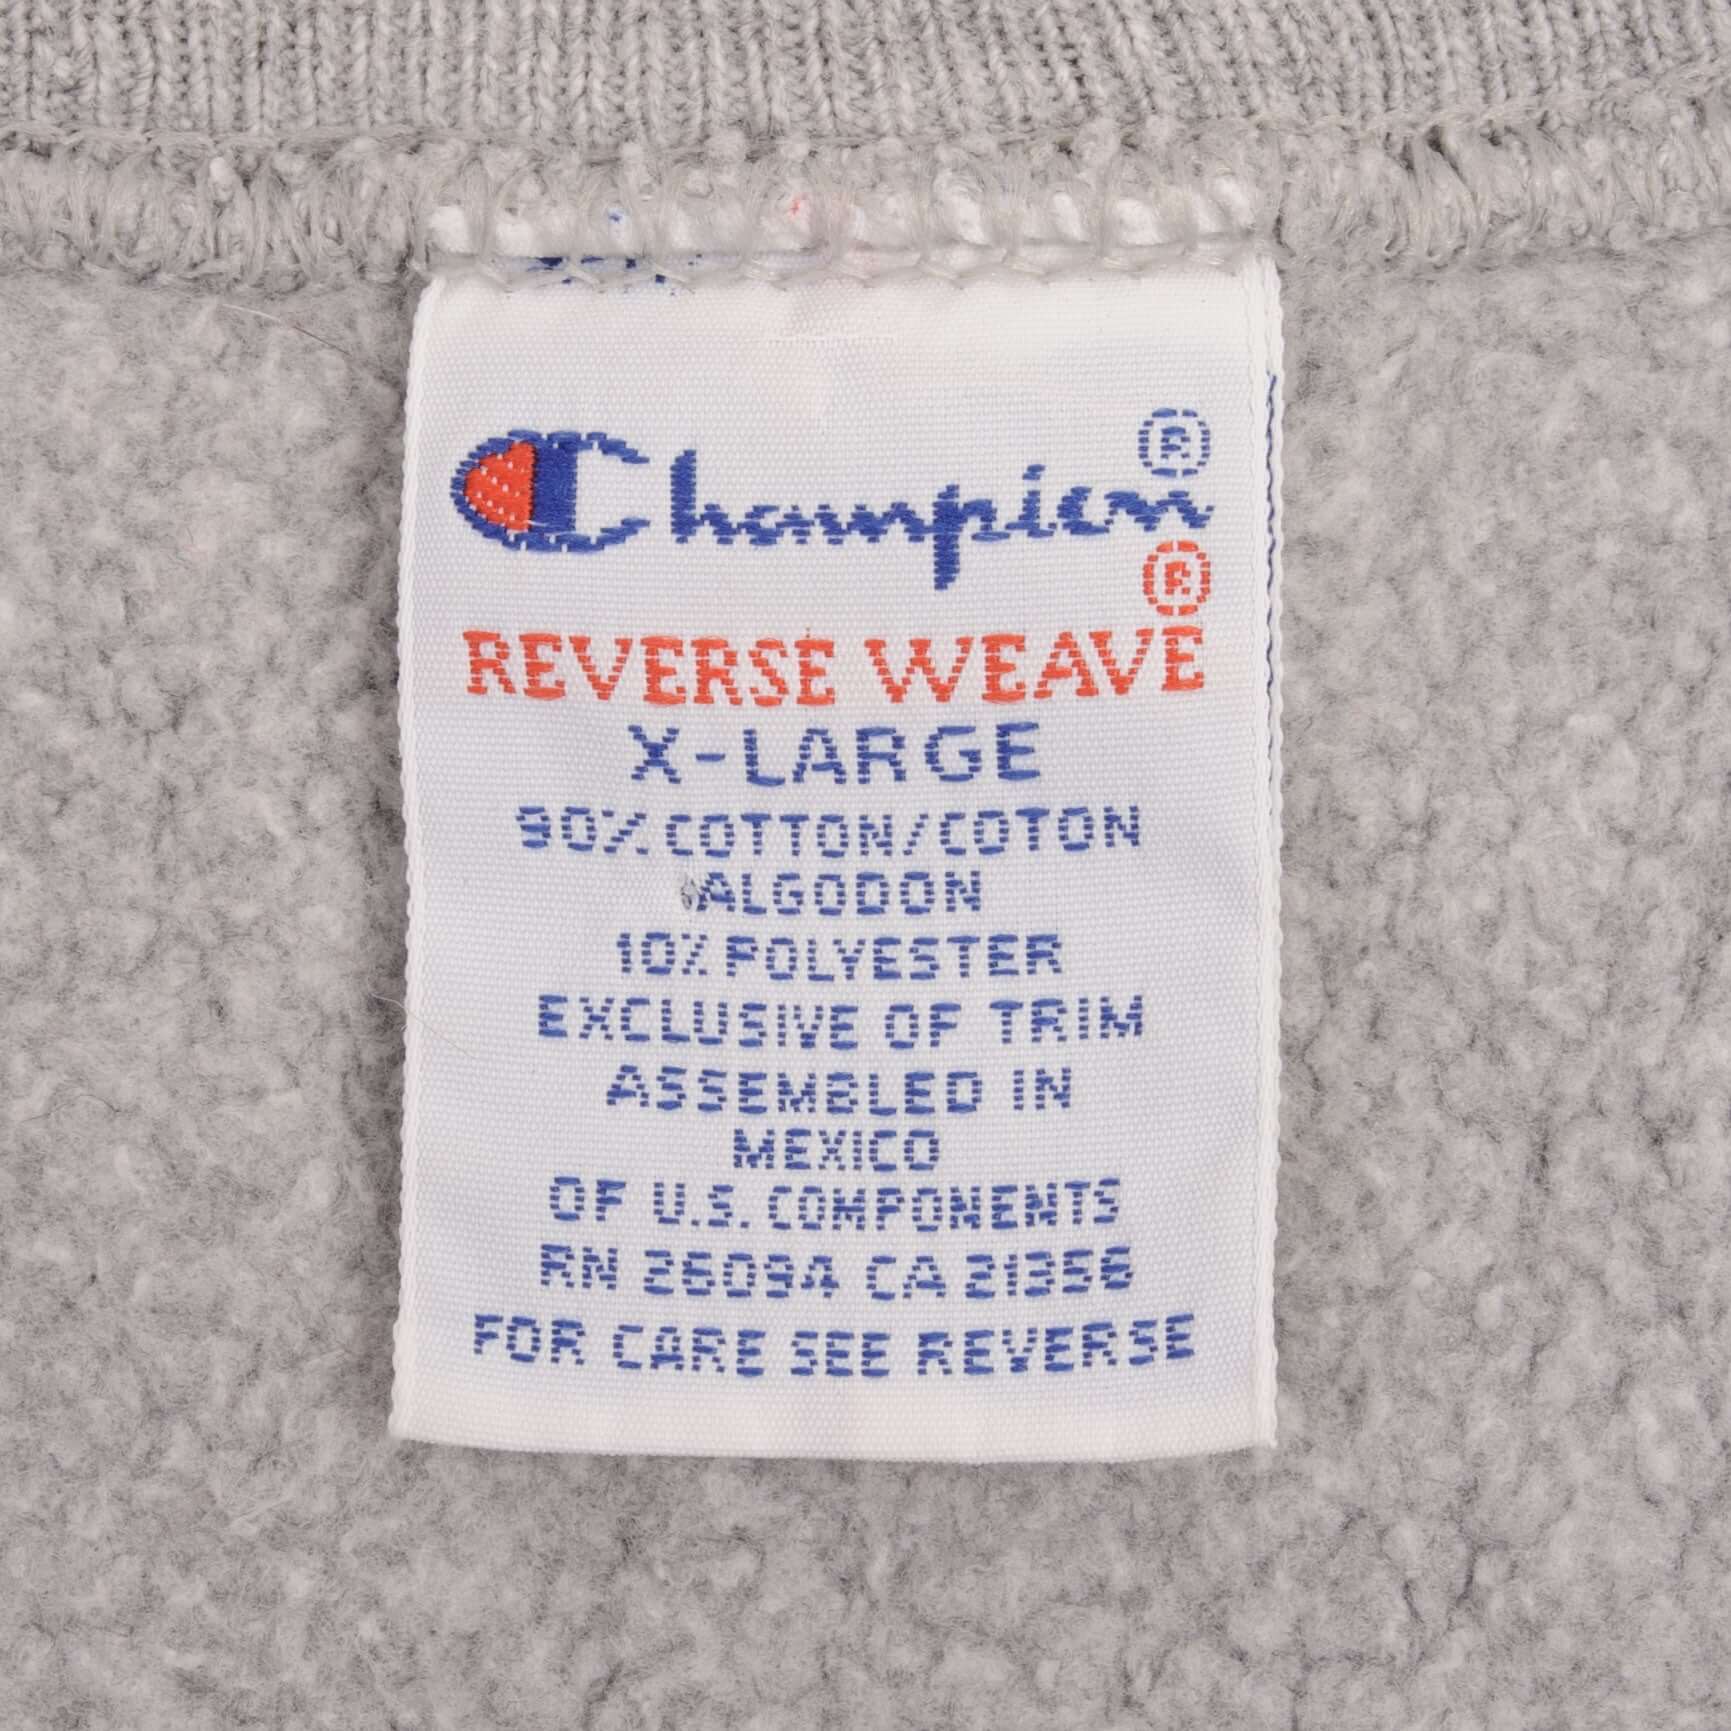 Champion®
®
REVERSE WEAVE
X-LARGE
90% COTTON/COTON
ALGODON
10% POLYESTER
EXCLUSIVE OF TRIM
ASSEMBLED IN
MEXICO
OF U.S. COMPONENTS
RN 26094 CA 21356
FOR CARE SEE REVERSE